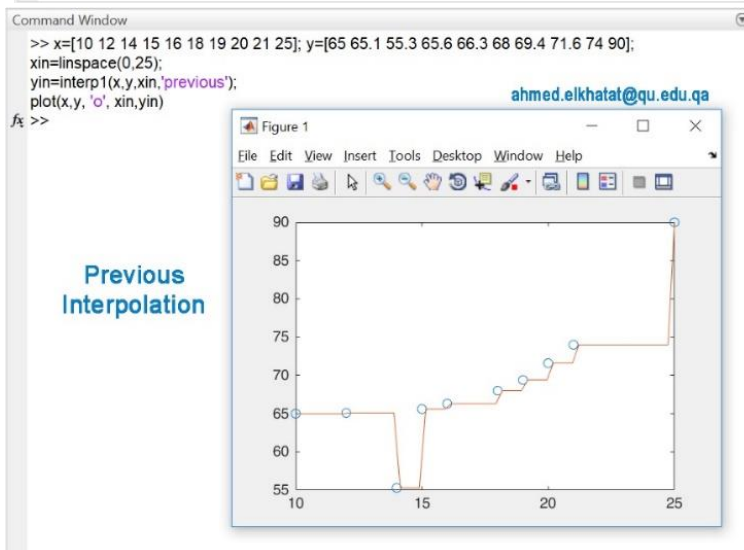 Command Window
>> x=[10 12 14 15 16 18 19 20 21 25]; y=[65 65.1 55.3 65.6 66.3 68 69.4 71.6 74 90];
xin=linspace(0,25);
yin=interp1(x,y,xin,'previous');
plot(x,y, 'o', xin,yin)
fx >>
ahmed.elkhatat@qu.edu.qa
Figure 1
File Edit View Insert Tools Desktop Window Help
Previous
Interpolation
90
85
80
75
70
65
60
55
10 15 20 25